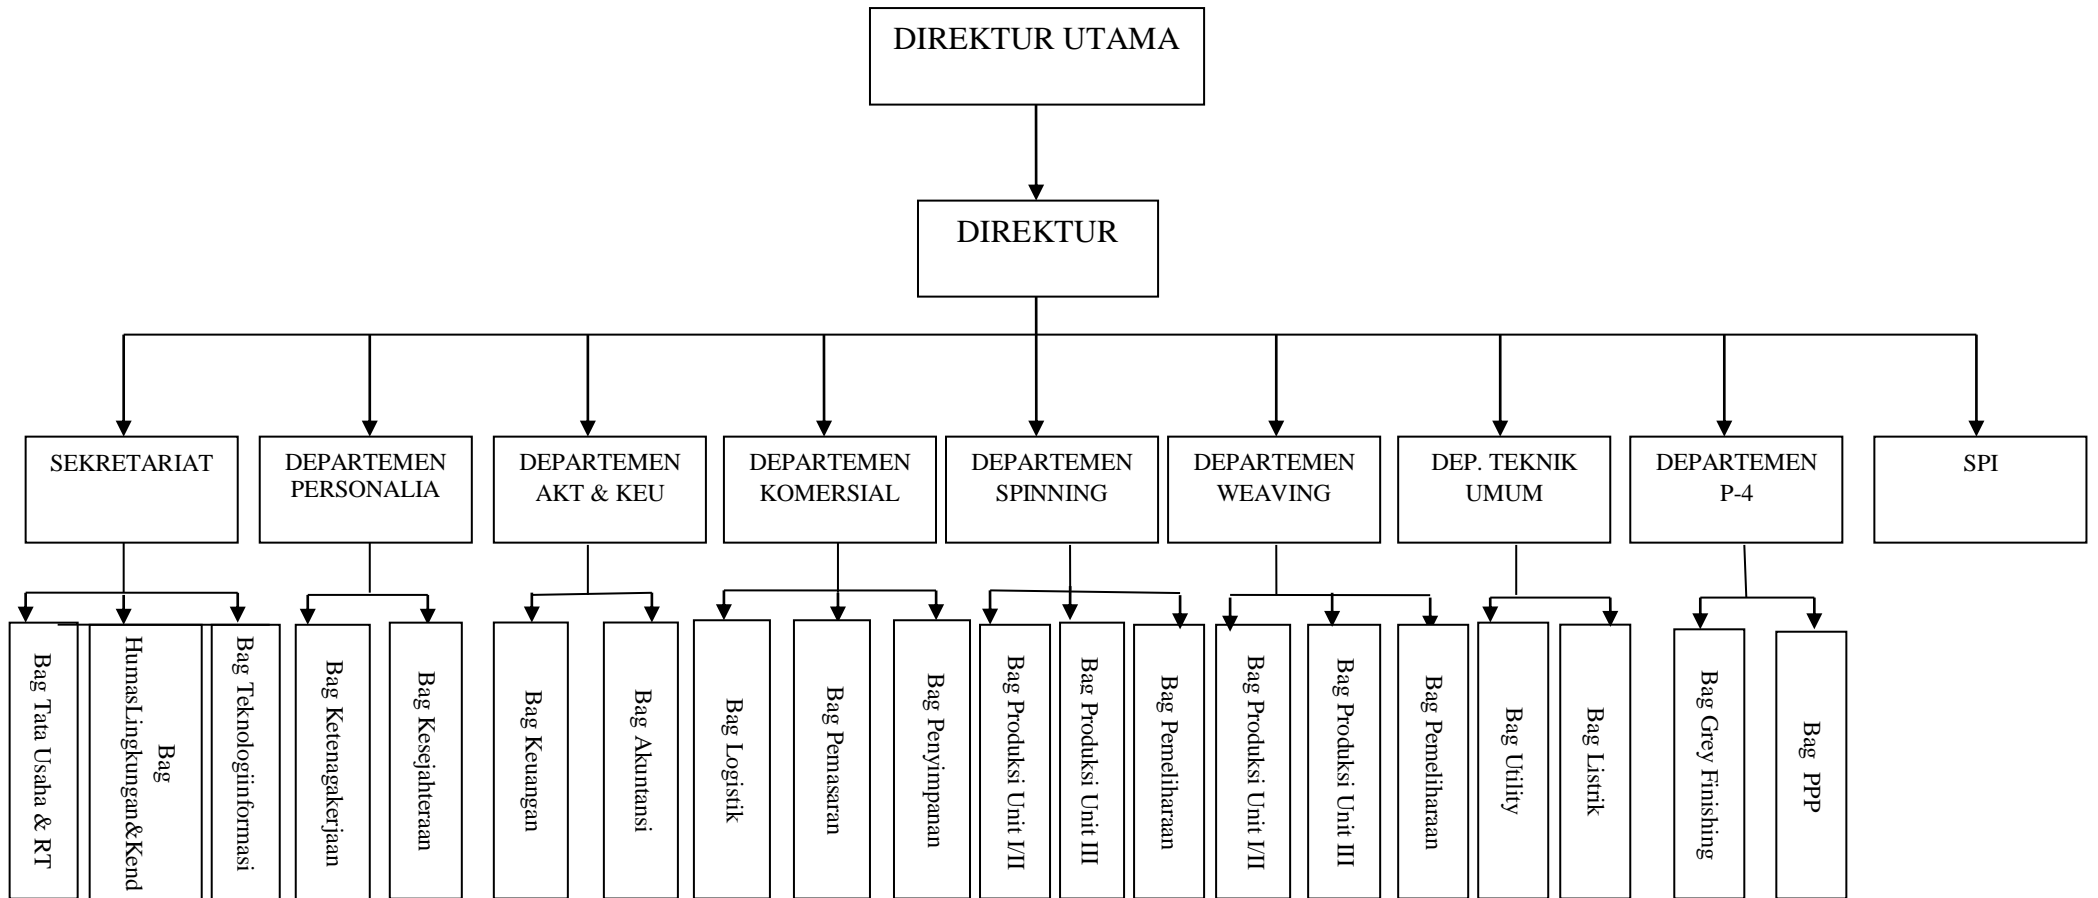 DIREKTUR UTAMA
DIREKTUR
SEKRETARIAT
DEPARTEMEN
PERSONALIA
DEPARTEMEN
AKT & KEU
DEPARTEMEN
KOMERSIAL
DEPARTEMEN
SPINNING
DEPARTEMEN
WEAVING
DEP. TEKNIK
UMUM
DEPARTEMEN
P-4
SPI
Bag Tata Usaha & RT
Bag
HumasLingkungan&Kend
Bag Teknologiinformasi
Bag Ketenagakerjaan
Bag Kesejahteraan
Bag Keuangan
Bag Akuntansi
Bag Logistik
Bag Pemasaran
Bag Penyimpanan
Bag Produksi Unit I/II
Bag Produksi Unit III
Bag Pemeliharaan
Bag Produksi Unit I/II
Bag Produksi Unit III
Bag Pemeliharaan
Bag Utility
Bag Listrik
Bag Grey Finishing
Bag PPP